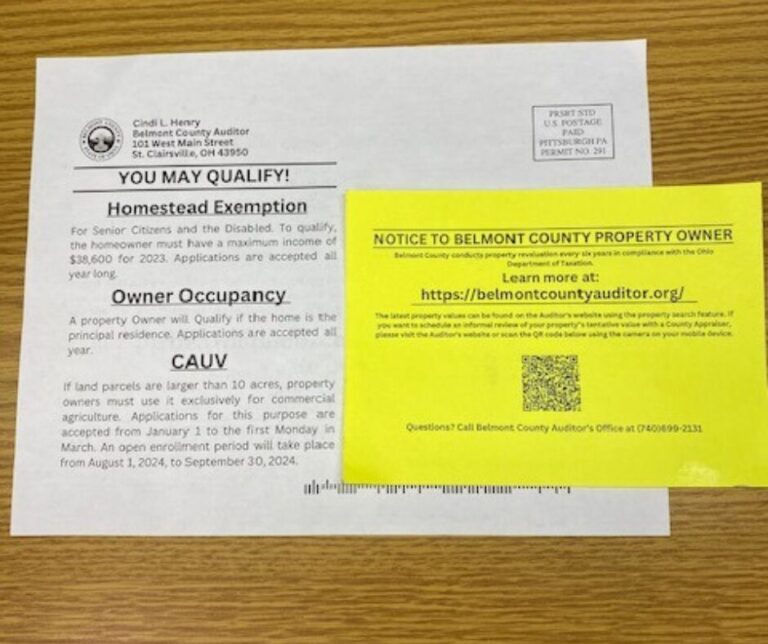 Cindi L. Henry
Belmont County Auditor
101 West Main Street
St. Clairsville, OH 43950
PRSRT STD
U.S. POSTAGE
PAID
PITTSBURGH PA
PERMIT NO. 291
YOU MAY QUALIFY!
Homestead Exemption
For Senior Citizens and the Disabled. To qualify,
the homeowner must have a maximum income of
$38,600 for 2023. Applications are accepted all
year long.
Owner Occupancy
A property Owner will. Qualify if the home is the
principal residence. Applications are accepted all
year.
CAUV
If land parcels are larger than 10 acres, property
owners must use it exclusively for commercial
agriculture. Applications for this purpose are
accepted from January 1 to the first Monday in
March. An open enrollment period will take place
from August 1, 2024, to September 30, 2024.
NOTICE TO BELMONT COUNTY PROPERTY OWNER
Belmont County conducts property revaluation every six years in compliance with the Ohio
Department of Taxation.
Learn more at:
https://belmontcountyauditor.org/
The latest property values can be found on the Auditor's website using the property search feature. If
you want to schedule an informal review of your property's tentative value with a County Appraiser,
please visit the Auditor's website or scan the QR code below using the camera on your mobile device.
Questions? Call Belmont County Auditor's Office at (740)699-2131